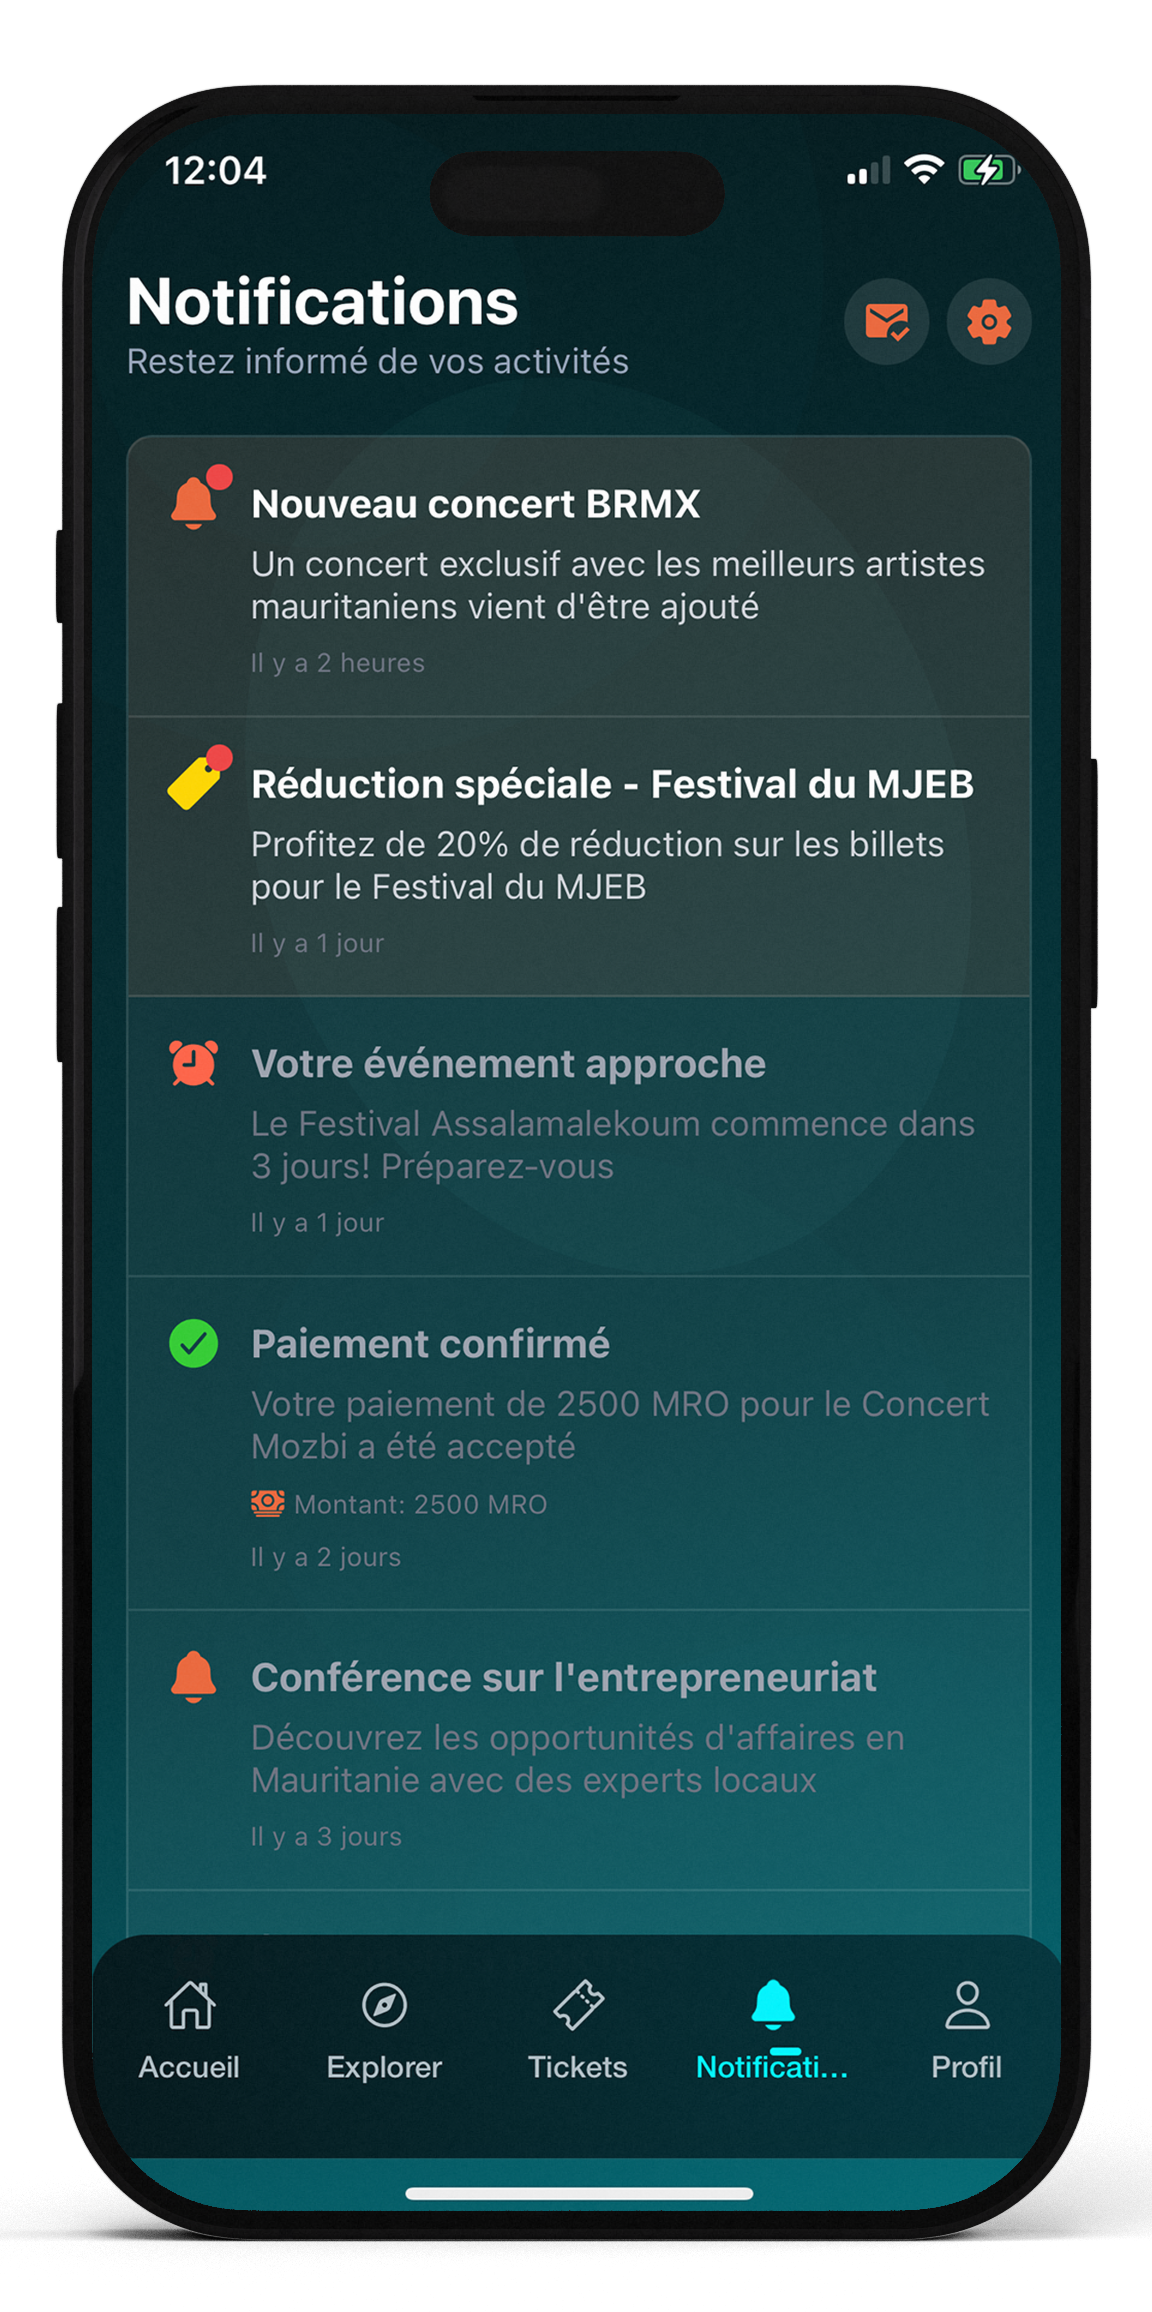 12:04
Notifications
Restez informé de vos activités
Nouveau concert BRMX
Un concert exclusif avec les meilleurs artistes
mauritaniens vient d'être ajouté
Il y a 2 heures
Réduction spéciale - Festival du MJEB
Profitez de 20% de réduction sur les billets
pour le Festival du MJEB
Il y a 1 jour
Votre événement approche
Le Festival Assalamalekoum commence dans
3 jours! Préparez-vous
Il y a 1 jour
Paiement confirmé
Votre paiement de 2500 MRO pour le Concert
Mozbi a été accepté
Montant: 2500 MRO
Il y a 2 jours
Conférence sur l'entrepreneuriat
Découvrez les opportunités d'affaires en
Mauritanie avec des experts locaux
Il y a 3 jours
Accueil Explorer Tickets Notificati... Profil